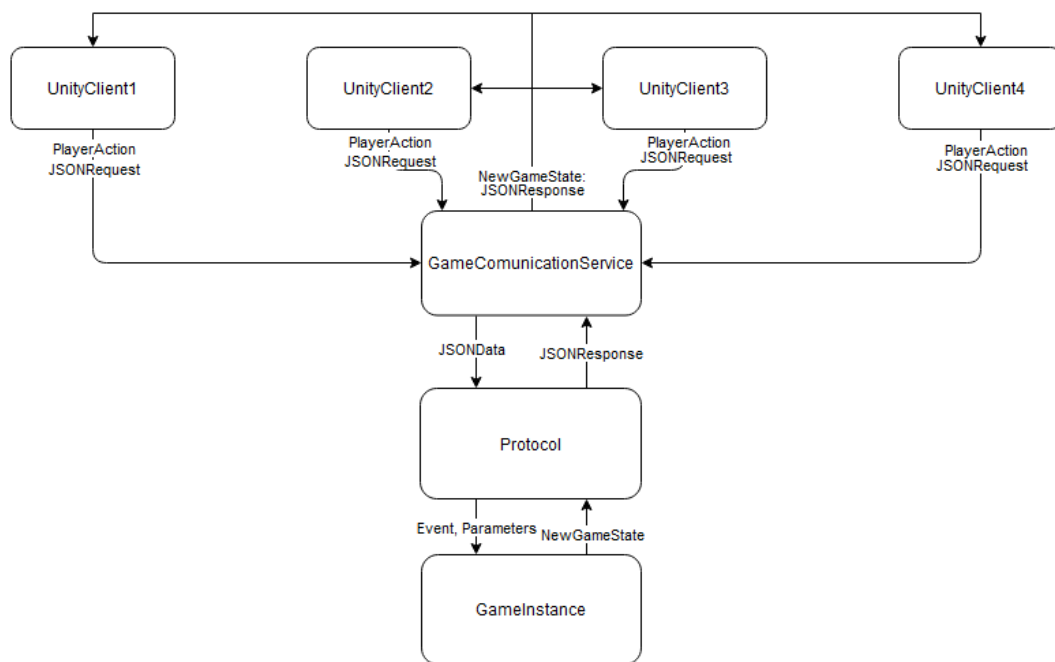 UnityClient1
UnityClient2
UnityClient3
UnityClient4
PlayerAction
JSONRequest
PlayerAction
JSONRequest
NewGameState:
JSONResponse
PlayerAction
JSONRequest
PlayerAction
JSONRequest
GameComunicationService
JSONData
JSONResponse
Protocol
Event, Parameters
NewGameState
GameInstance